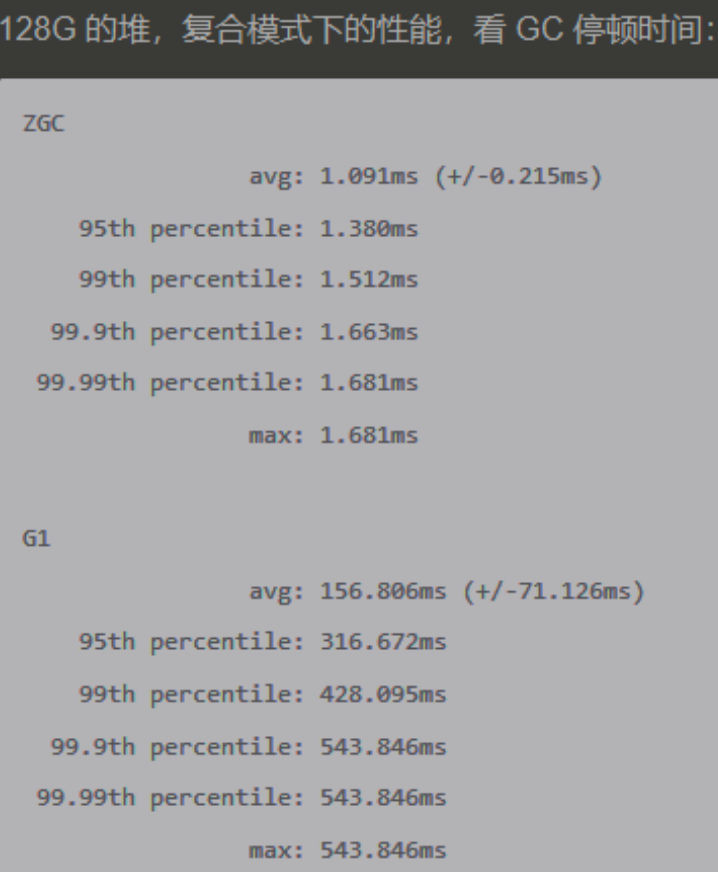 128G 的堆，复合模式下的性能，看 GC 停顿时间：
ZGC
avg: 1.091ms (+/-0.215ms)
95th percentile: 1.380ms
99th percentile: 1.512ms
99.9th percentile: 1.663ms
99.99th percentile: 1.681ms
max: 1.681ms
G1
avg: 156.806ms (+/-71.126ms)
95th percentile: 316.672ms
99th percentile: 428.095ms
99.9th percentile: 543.846ms
99.99th percentile: 543.846ms
max: 543.846ms